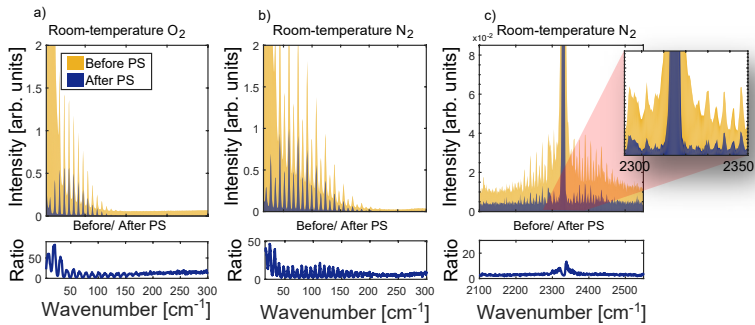 a)
Room-temperature O2
b)
Room-temperature N2
c)
Room-temperature N2
Intensity [arb. units]
2
1.5
1
0.5
0
Before PS
After PS
Intensity [arb. units]
2
1.5
1
0.5
0
Intensity [arb. units]
×10-2
8
6
4
2
0
2300
2350
Before/ After PS
Before/ After PS
Before/ After PS
Ratio
50
0
50 100 150 200 250 300
Wavenumber [cm-1]
Ratio
50
0
50 100 150 200 250 300
Wavenumber [cm-1]
Ratio
20
0
2100 2200 2300 2400 2500
Wavenumber [cm-1]